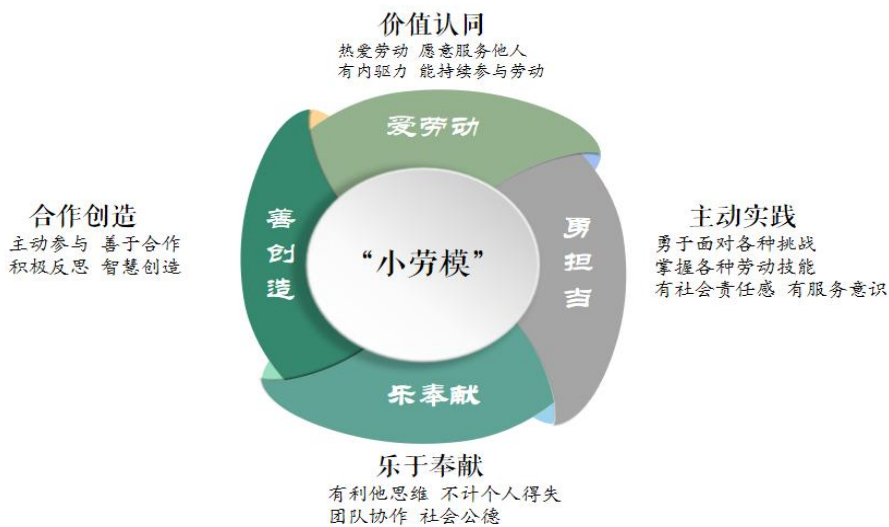 价值认同
热爱劳动 愿意服务他人
有内驱力 能持续参与劳动
爱劳动
合作创造
主动参与 善于合作
积极反思 智慧创造
善创造
“小劳模”
勇担当
主动实践
勇于面对各种挑战
掌握各种劳动技能
有社会责任感 有服务意识
乐奉献
乐于奉献
有利他思维 不计个人得失
团队协作 社会公德